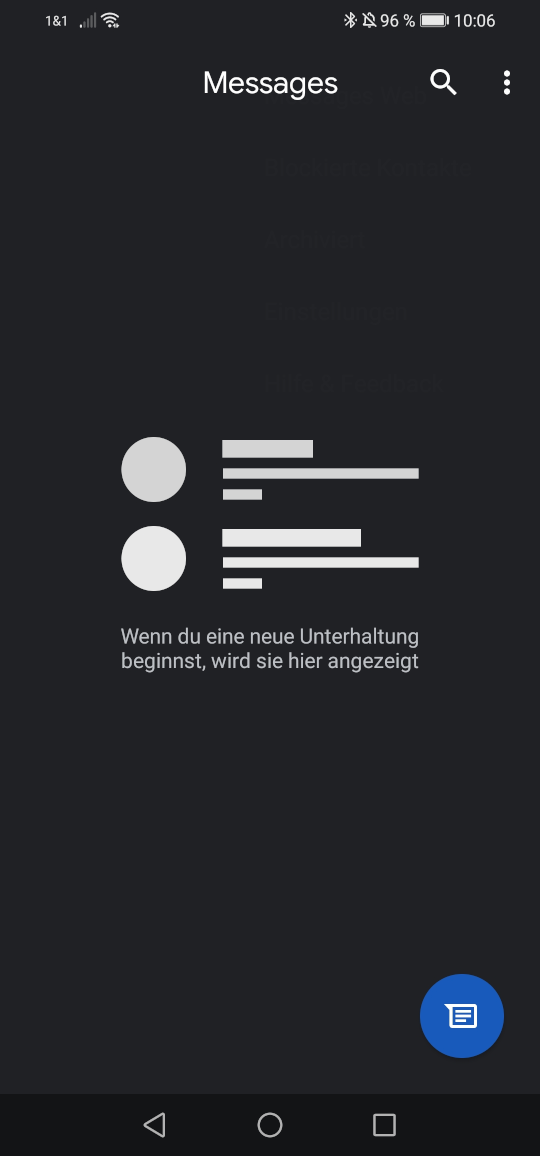 1&1 96 % 10:06
Messages
Blockierte Kontakte
Archiviert
Einstellungen
Hilfe & Feedback
Wenn du eine neue Unterhaltung
beginnst, wird sie hier angezeigt